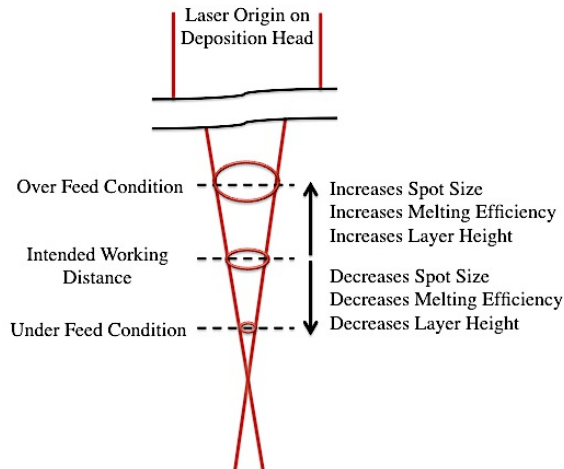 Laser Origin on
Deposition Head
Over Feed Condition
Increases Spot Size
Increases Melting Efficiency
Increases Layer Height
Intended Working
Distance
Decreases Spot Size
Decreases Melting Efficiency
Decreases Layer Height
Under Feed Condition